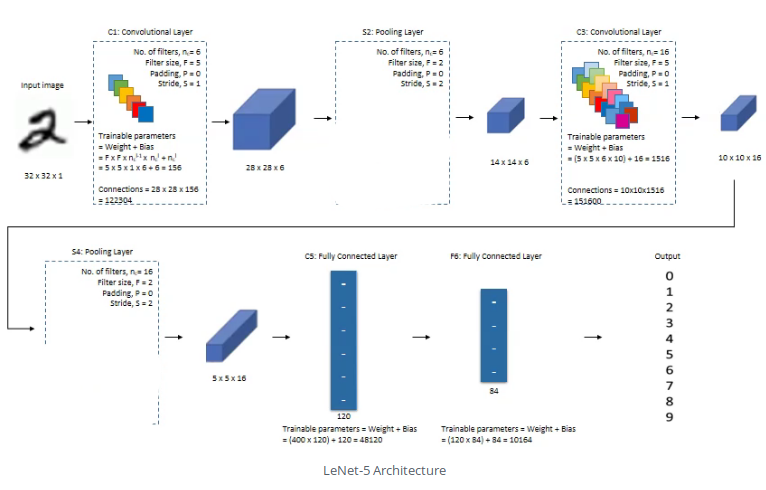 C1: Convolutional Layer
No. of filters, nₗ= 6
Filter size, F = 5
Padding, P = 0
Stride, S = 1
Input image
32 x 32 x 1
Trainable parameters
= Weight + Bias
= F x F x nₗˡ⁻¹ x nₗˡ + nₗˡ
= 5 x 5 x 1 x 6 + 6 = 156
Connections = 28 x 28 x 156
= 122304
28 x 28 x 6
S2: Pooling Layer
No. of filters, nₗ= 6
Filter size, F = 2
Padding, P = 0
Stride, S = 2
14 x 14 x 6
C3: Convolutional Layer
No. of filters, nₗ= 16
Filter size, F = 5
Padding, P = 0
Stride, S = 1
Trainable parameters
= Weight + Bias
= (5 x 5 x 6 x 10) + 16 = 1516
Connections = 10x10x1516
= 151600
10 x 10 x 16
S4: Pooling Layer
No. of filters, nₗ= 16
Filter size, F = 2
Padding, P = 0
Stride, S = 2
5 x 5 x 16
C5: Fully Connected Layer
120
Trainable parameters = Weight + Bias
= (400 x 120) + 120 = 48120
F6: Fully Connected Layer
84
Trainable parameters = Weight + Bias
= (120 x 84) + 84 = 10164
Output
0
1
2
3
4
5
6
7
8
9
LeNet-5 Architecture